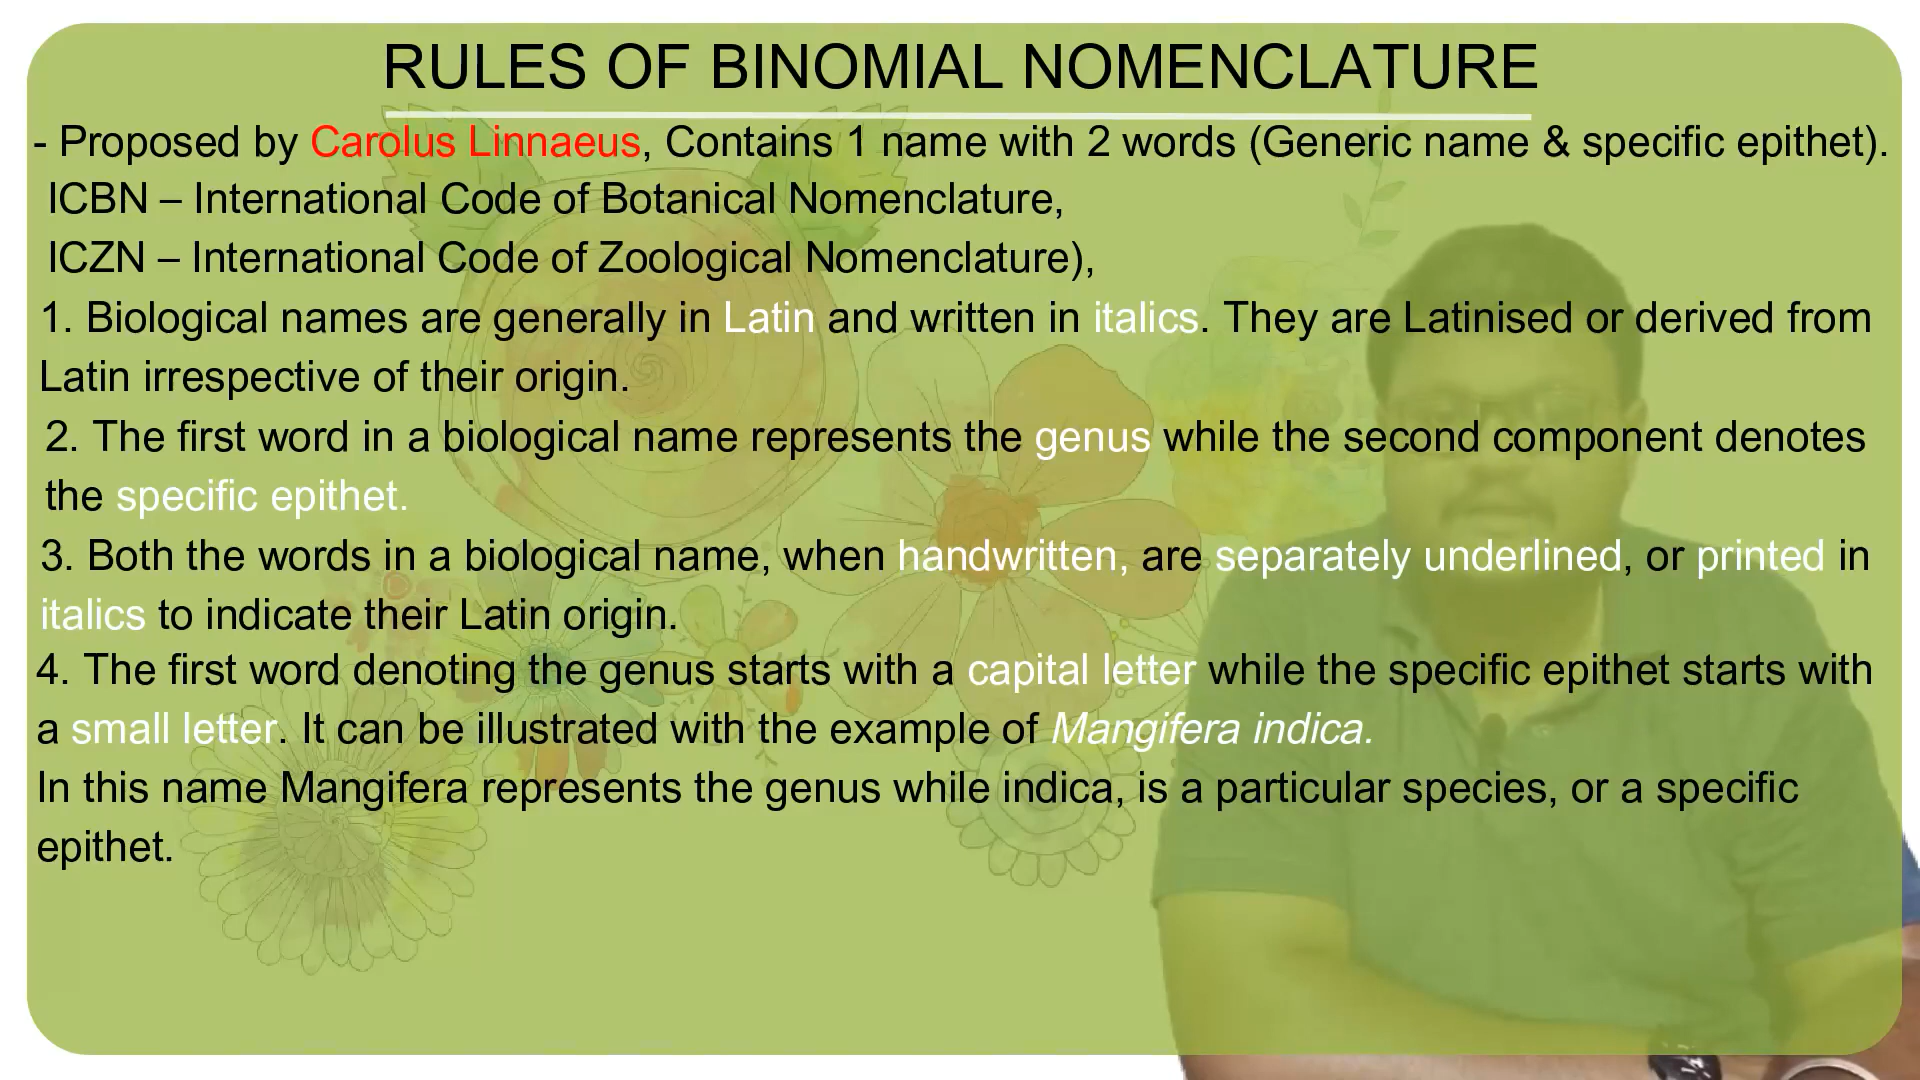 RULES OF BINOMIAL NOMENCLATURE
- Proposed by Carolus Linnaeus, Contains 1 name with 2 words (Generic name & specific epithet).
ICBN – International Code of Botanical Nomenclature,
ICZN – International Code of Zoological Nomenclature),
1. Biological names are generally in Latin and written in italics. They are Latinised or derived from
Latin irrespective of their origin.
2. The first word in a biological name represents the genus while the second component denotes
the specific epithet.
3. Both the words in a biological name, when handwritten, are separately underlined, or printed in
italics to indicate their Latin origin.
4. The first word denoting the genus starts with a capital letter while the specific epithet starts with
a small letter. It can be illustrated with the example of Mangifera indica.
In this name Mangifera represents the genus while indica, is a particular species, or a specific
epithet.